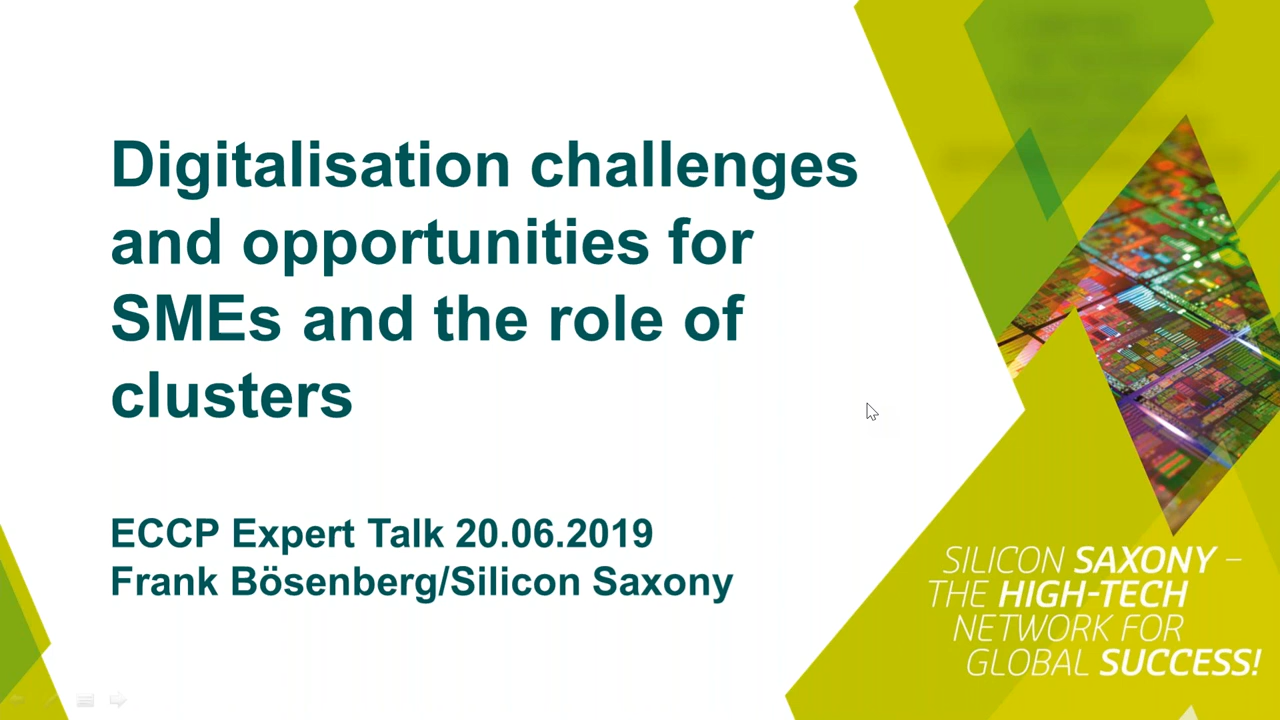 Digitalisation challenges
and opportunities for
SMEs and the role of
clusters
ECCP Expert Talk 20.06.2019
Frank Bösenberg/Silicon Saxony
SILICON SAXONY –
THE HIGH-TECH
NETWORK FOR
GLOBAL SUCCESS!